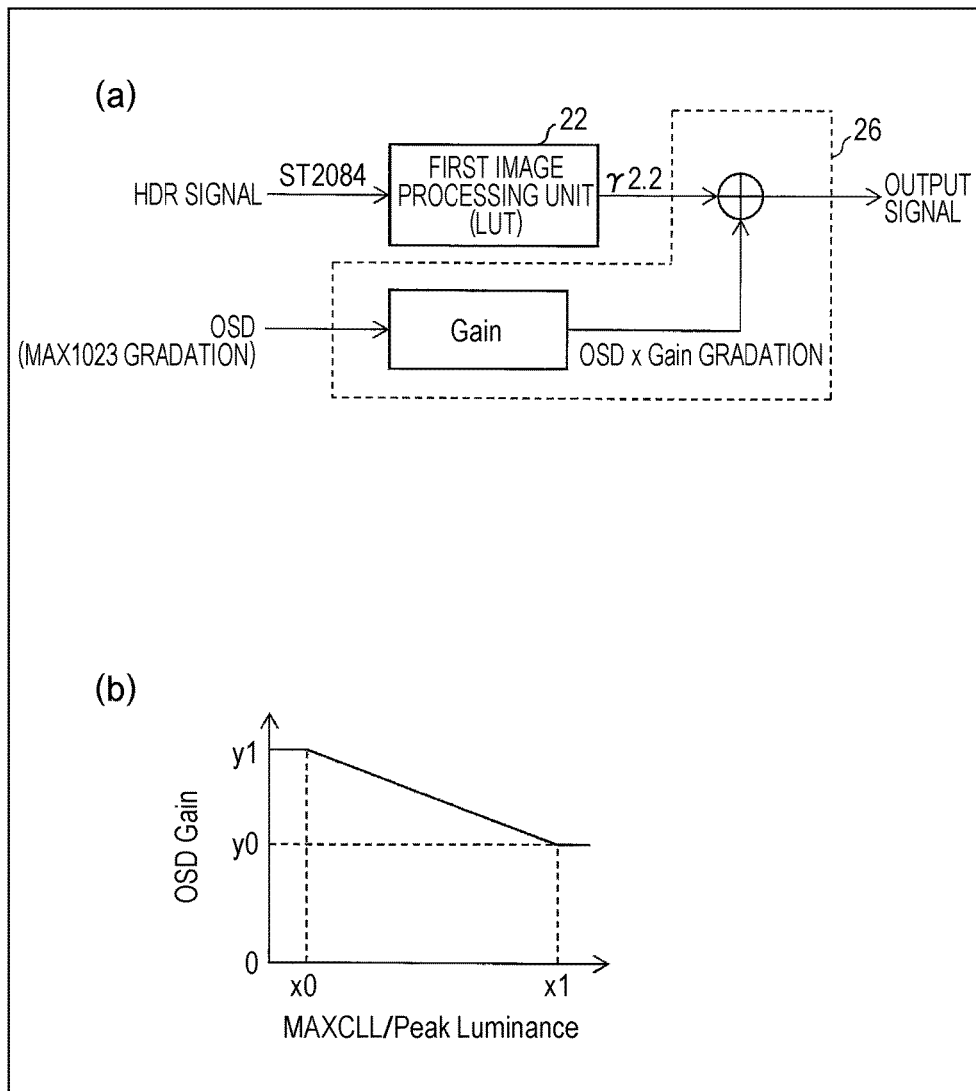 (a)
22
26
HDR SIGNAL
ST2084
FIRST IMAGE
PROCESSING UNIT
(LUT)
γ2.2
OUTPUT
SIGNAL
OSD
(MAX1023 GRADATION)
Gain
OSD x Gain GRADATION
(b)
OSD Gain
y1
y0
0
x0
x1
MAXCLL/Peak Luminance